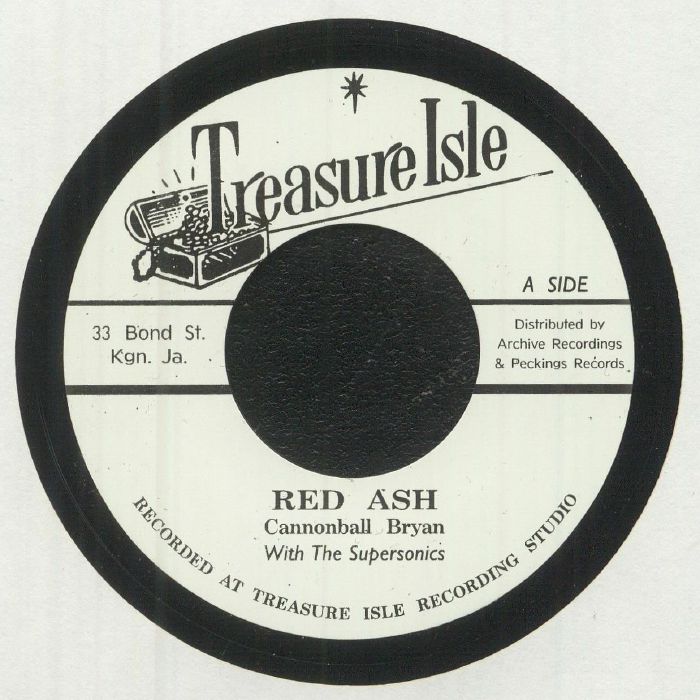 Treasure Isle
A SIDE
33 Bond St.
Kgn. Ja.
Distributed by
Archive Recordings
& Peckings Records
RED ASH
Cannonball Bryan
With The Supersonics
RECORDED AT TREASURE ISLE RECORDING STUDIO